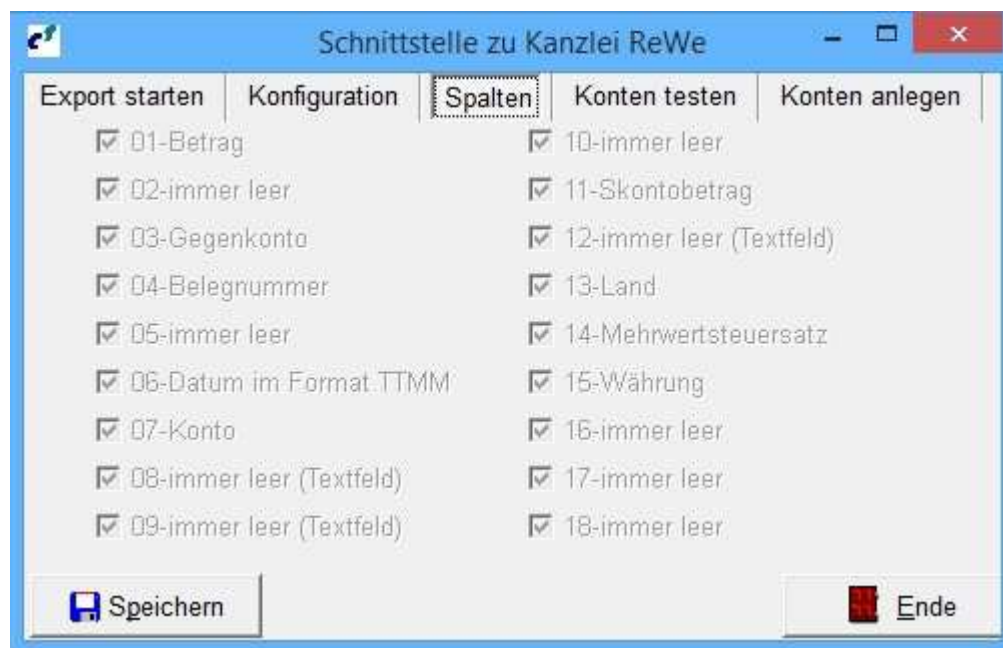 Schnittstelle zu Kanzlei ReWe
Export starten Konfiguration Spalten Konten testen Konten anlegen
01-Betrag
02-immer leer
03-Gegenkonto
04-Belegnummer
05-immer leer
06-Datum im Format TTMM
07-Konto
08-immer leer (Textfeld)
09-immer leer (Textfeld)
10-immer leer
11-Skontobetrag
12-immer leer (Textfeld)
13-Land
14-Mehrwertsteuersatz
15-Währung
16-immer leer
17-immer leer
18-immer leer
Speichern
Ende